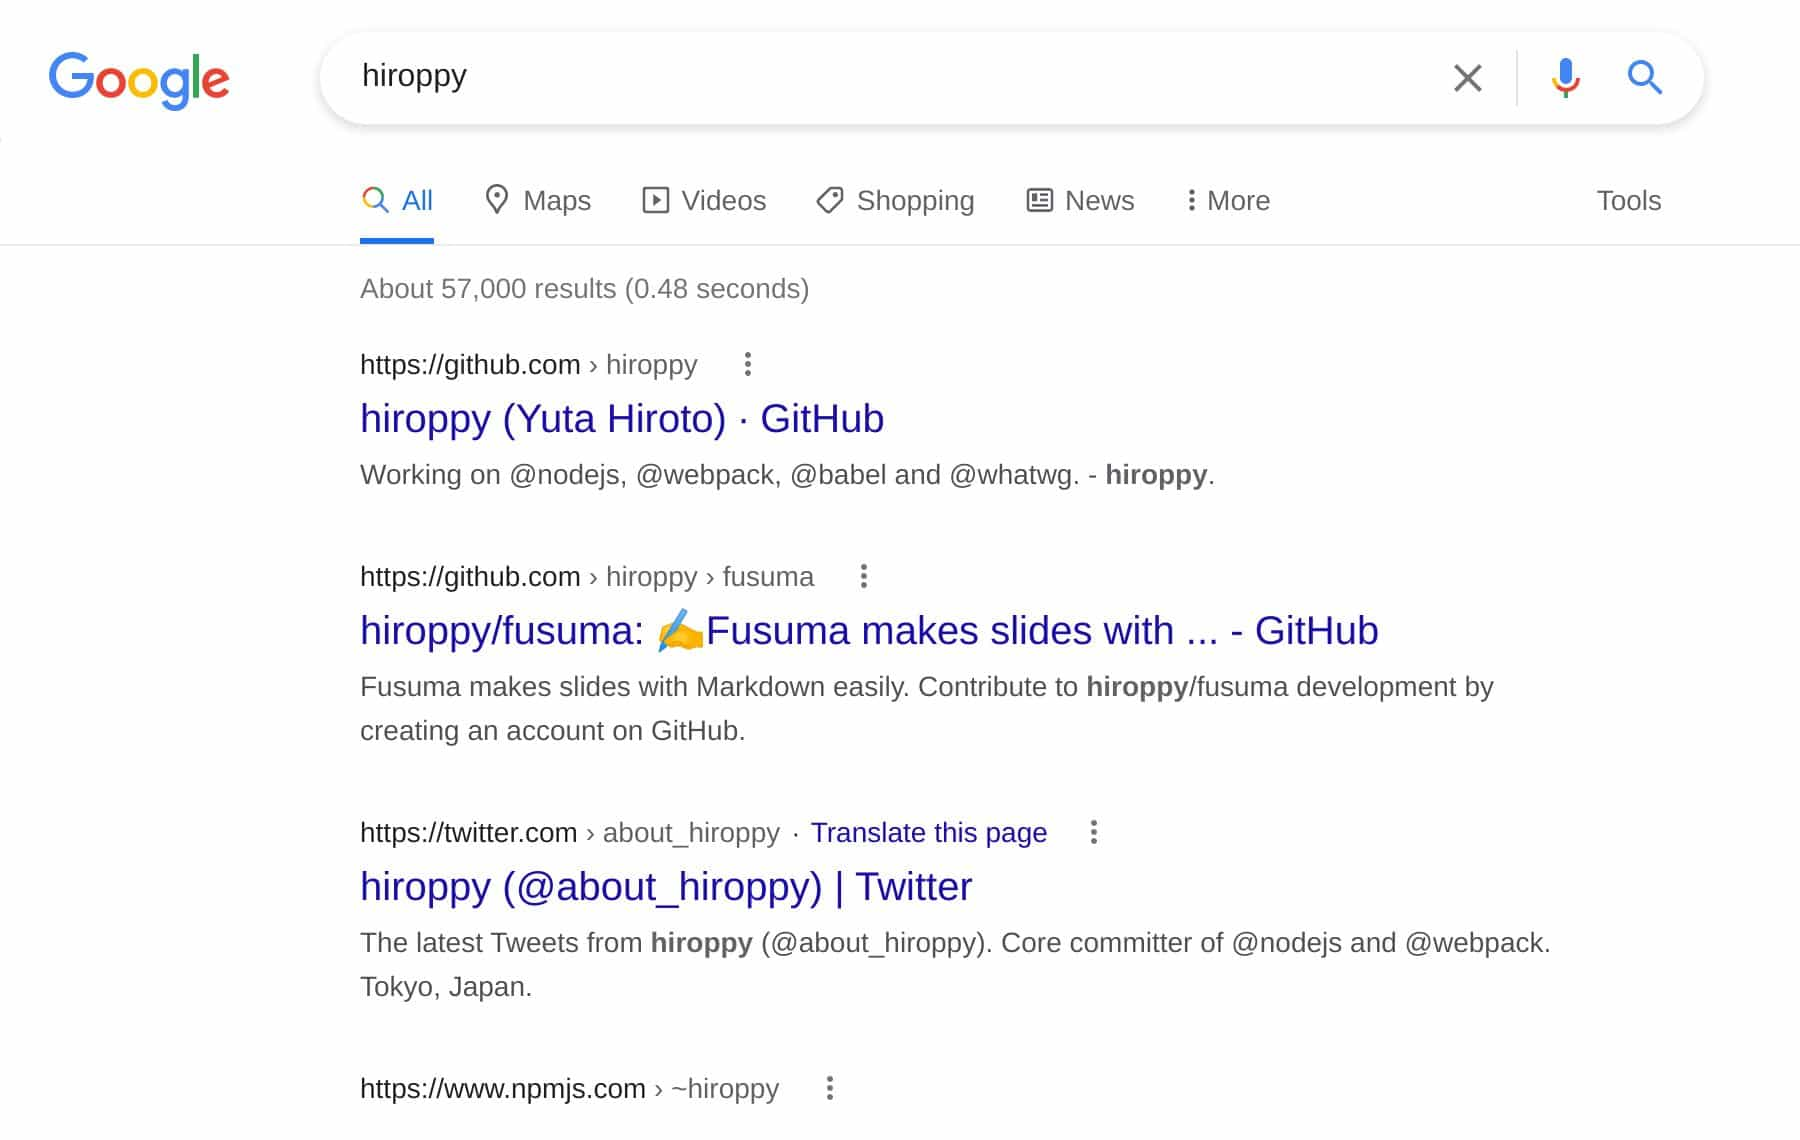 Google
hiroppy
All Maps Videos Shopping News More Tools
About 57,000 results (0.48 seconds)
https://github.com › hiroppy
hiroppy (Yuta Hiroto) · GitHub
Working on @nodejs, @webpack, @babel and @whatwg. - hiroppy.
https://github.com › hiroppy › fusuma
hiroppy/fusuma: ✍Fusuma makes slides with ... - GitHub
Fusuma makes slides with Markdown easily. Contribute to hiroppy/fusuma development by
creating an account on GitHub.
https://twitter.com › about_hiroppy · Translate this page
hiroppy (@about_hiroppy) | Twitter
The latest Tweets from hiroppy (@about_hiroppy). Core committer of @nodejs and @webpack.
Tokyo, Japan.
https://www.npmjs.com › ~hiroppy